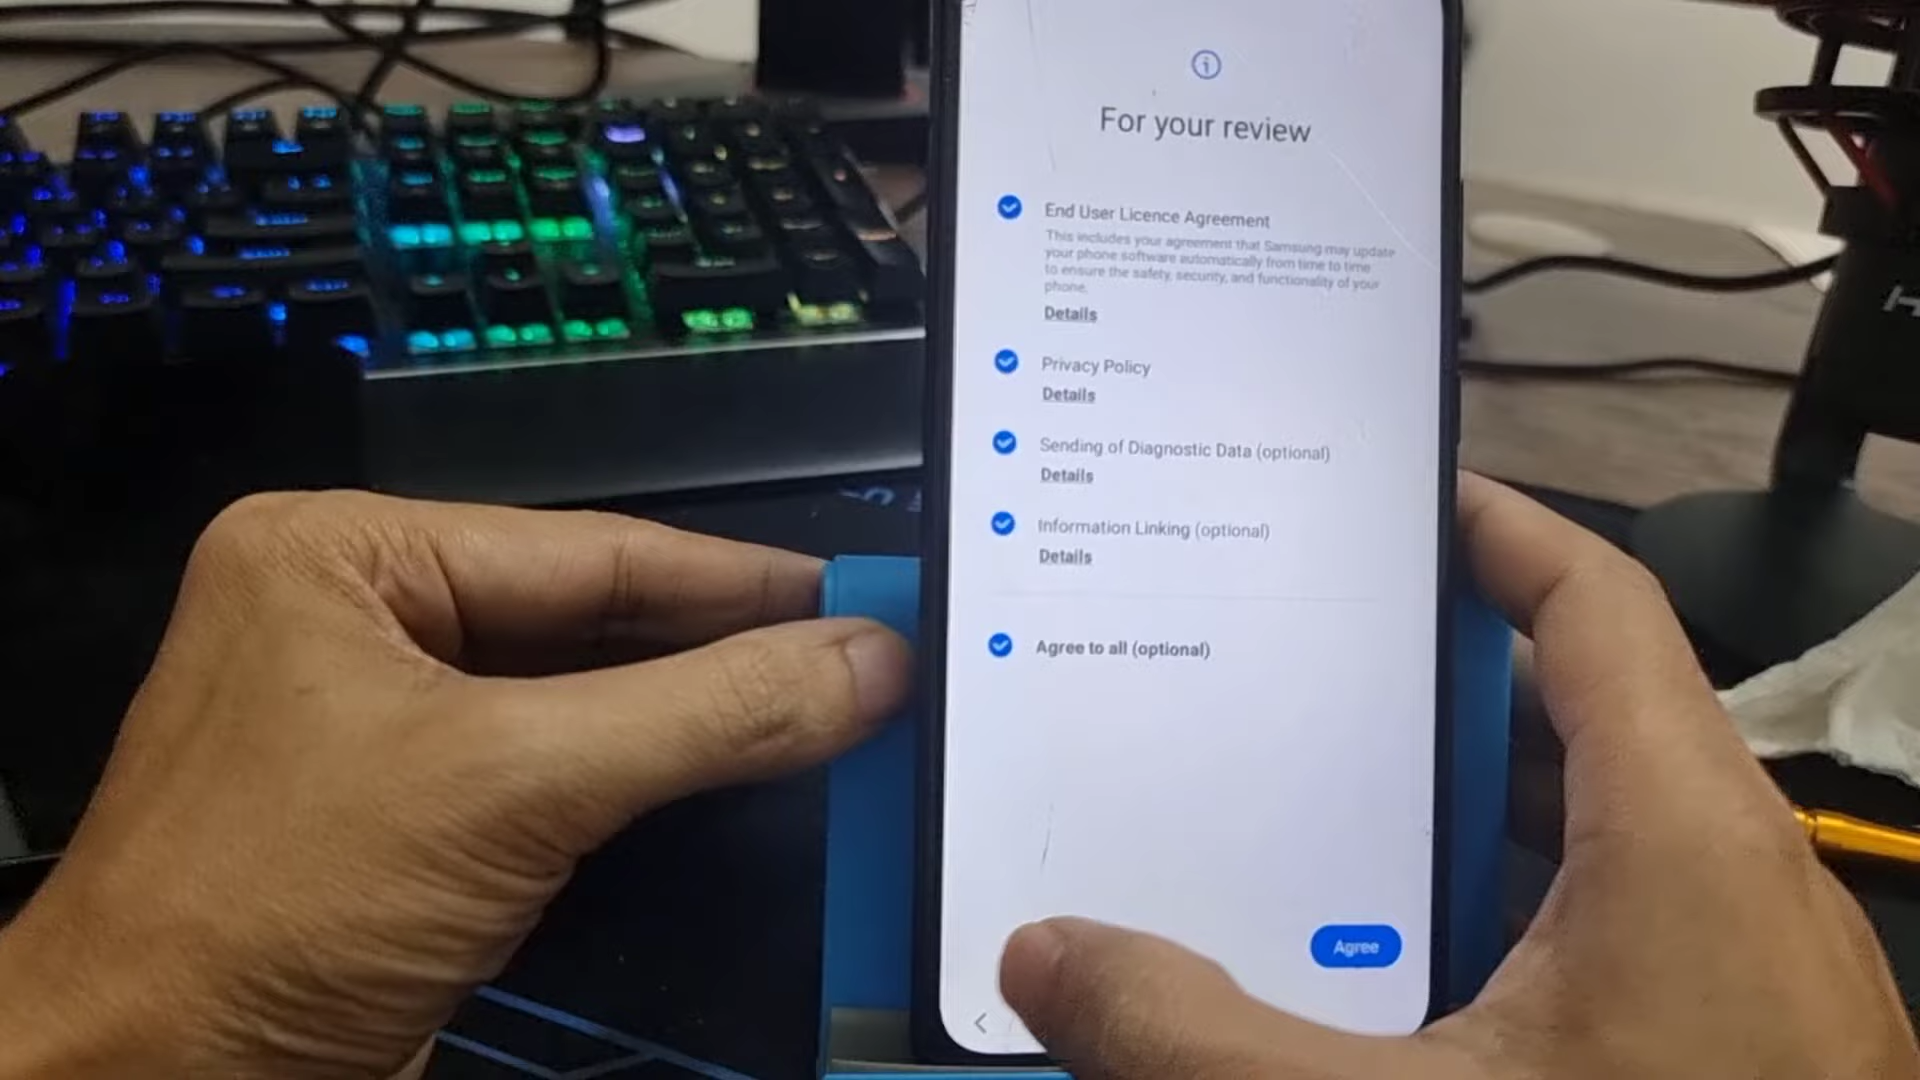 For your review
End User Licence Agreement
This includes your agreement that Samsung may update
your phone software automatically from time to time
to ensure the safety, security, and functionality of your
phone.
Details
Privacy Policy
Details
Sending of Diagnostic Data (optional)
Details
Information Linking (optional)
Details
Agree to all (optional)
Agree